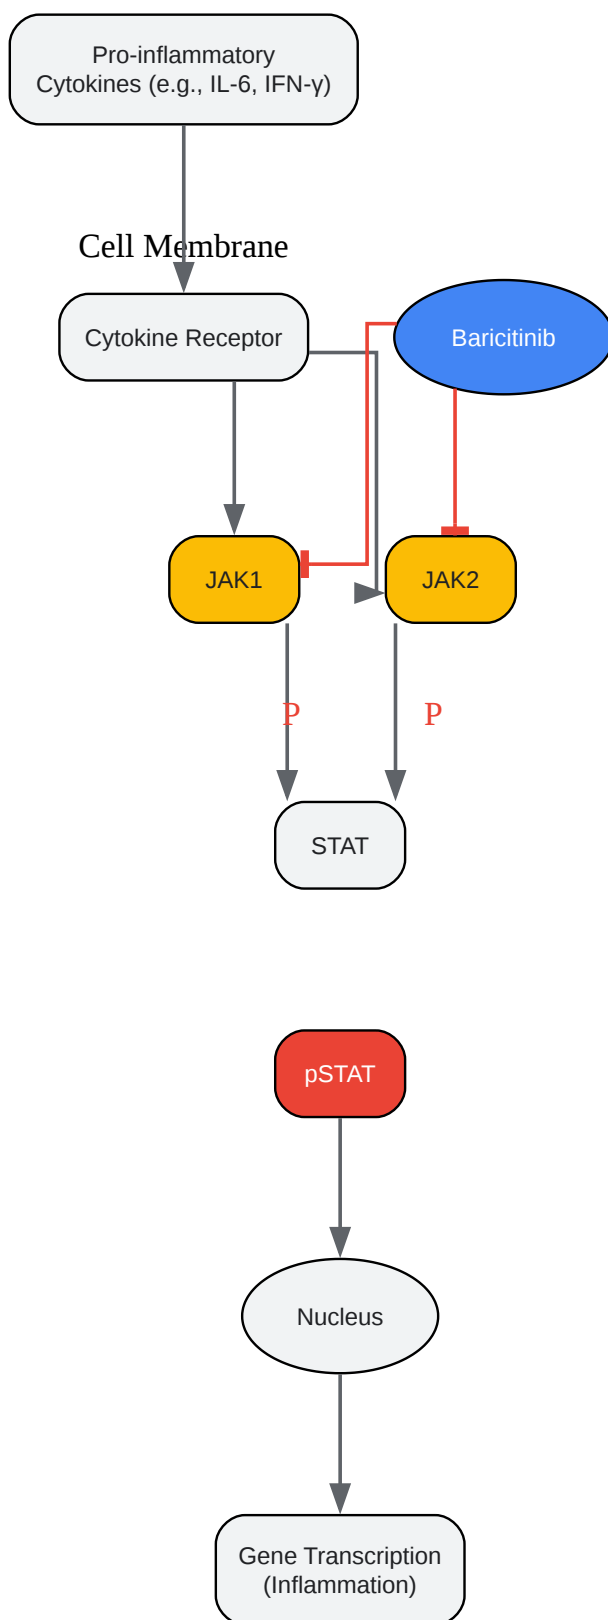 Pro-inflammatory
Cytokines (e.g., IL-6, IFN-γ)
Cell Membrane
Cytokine Receptor
Baricitinib
JAK1
JAK2
P
P
STAT
pSTAT
Nucleus
Gene Transcription
(Inflammation)